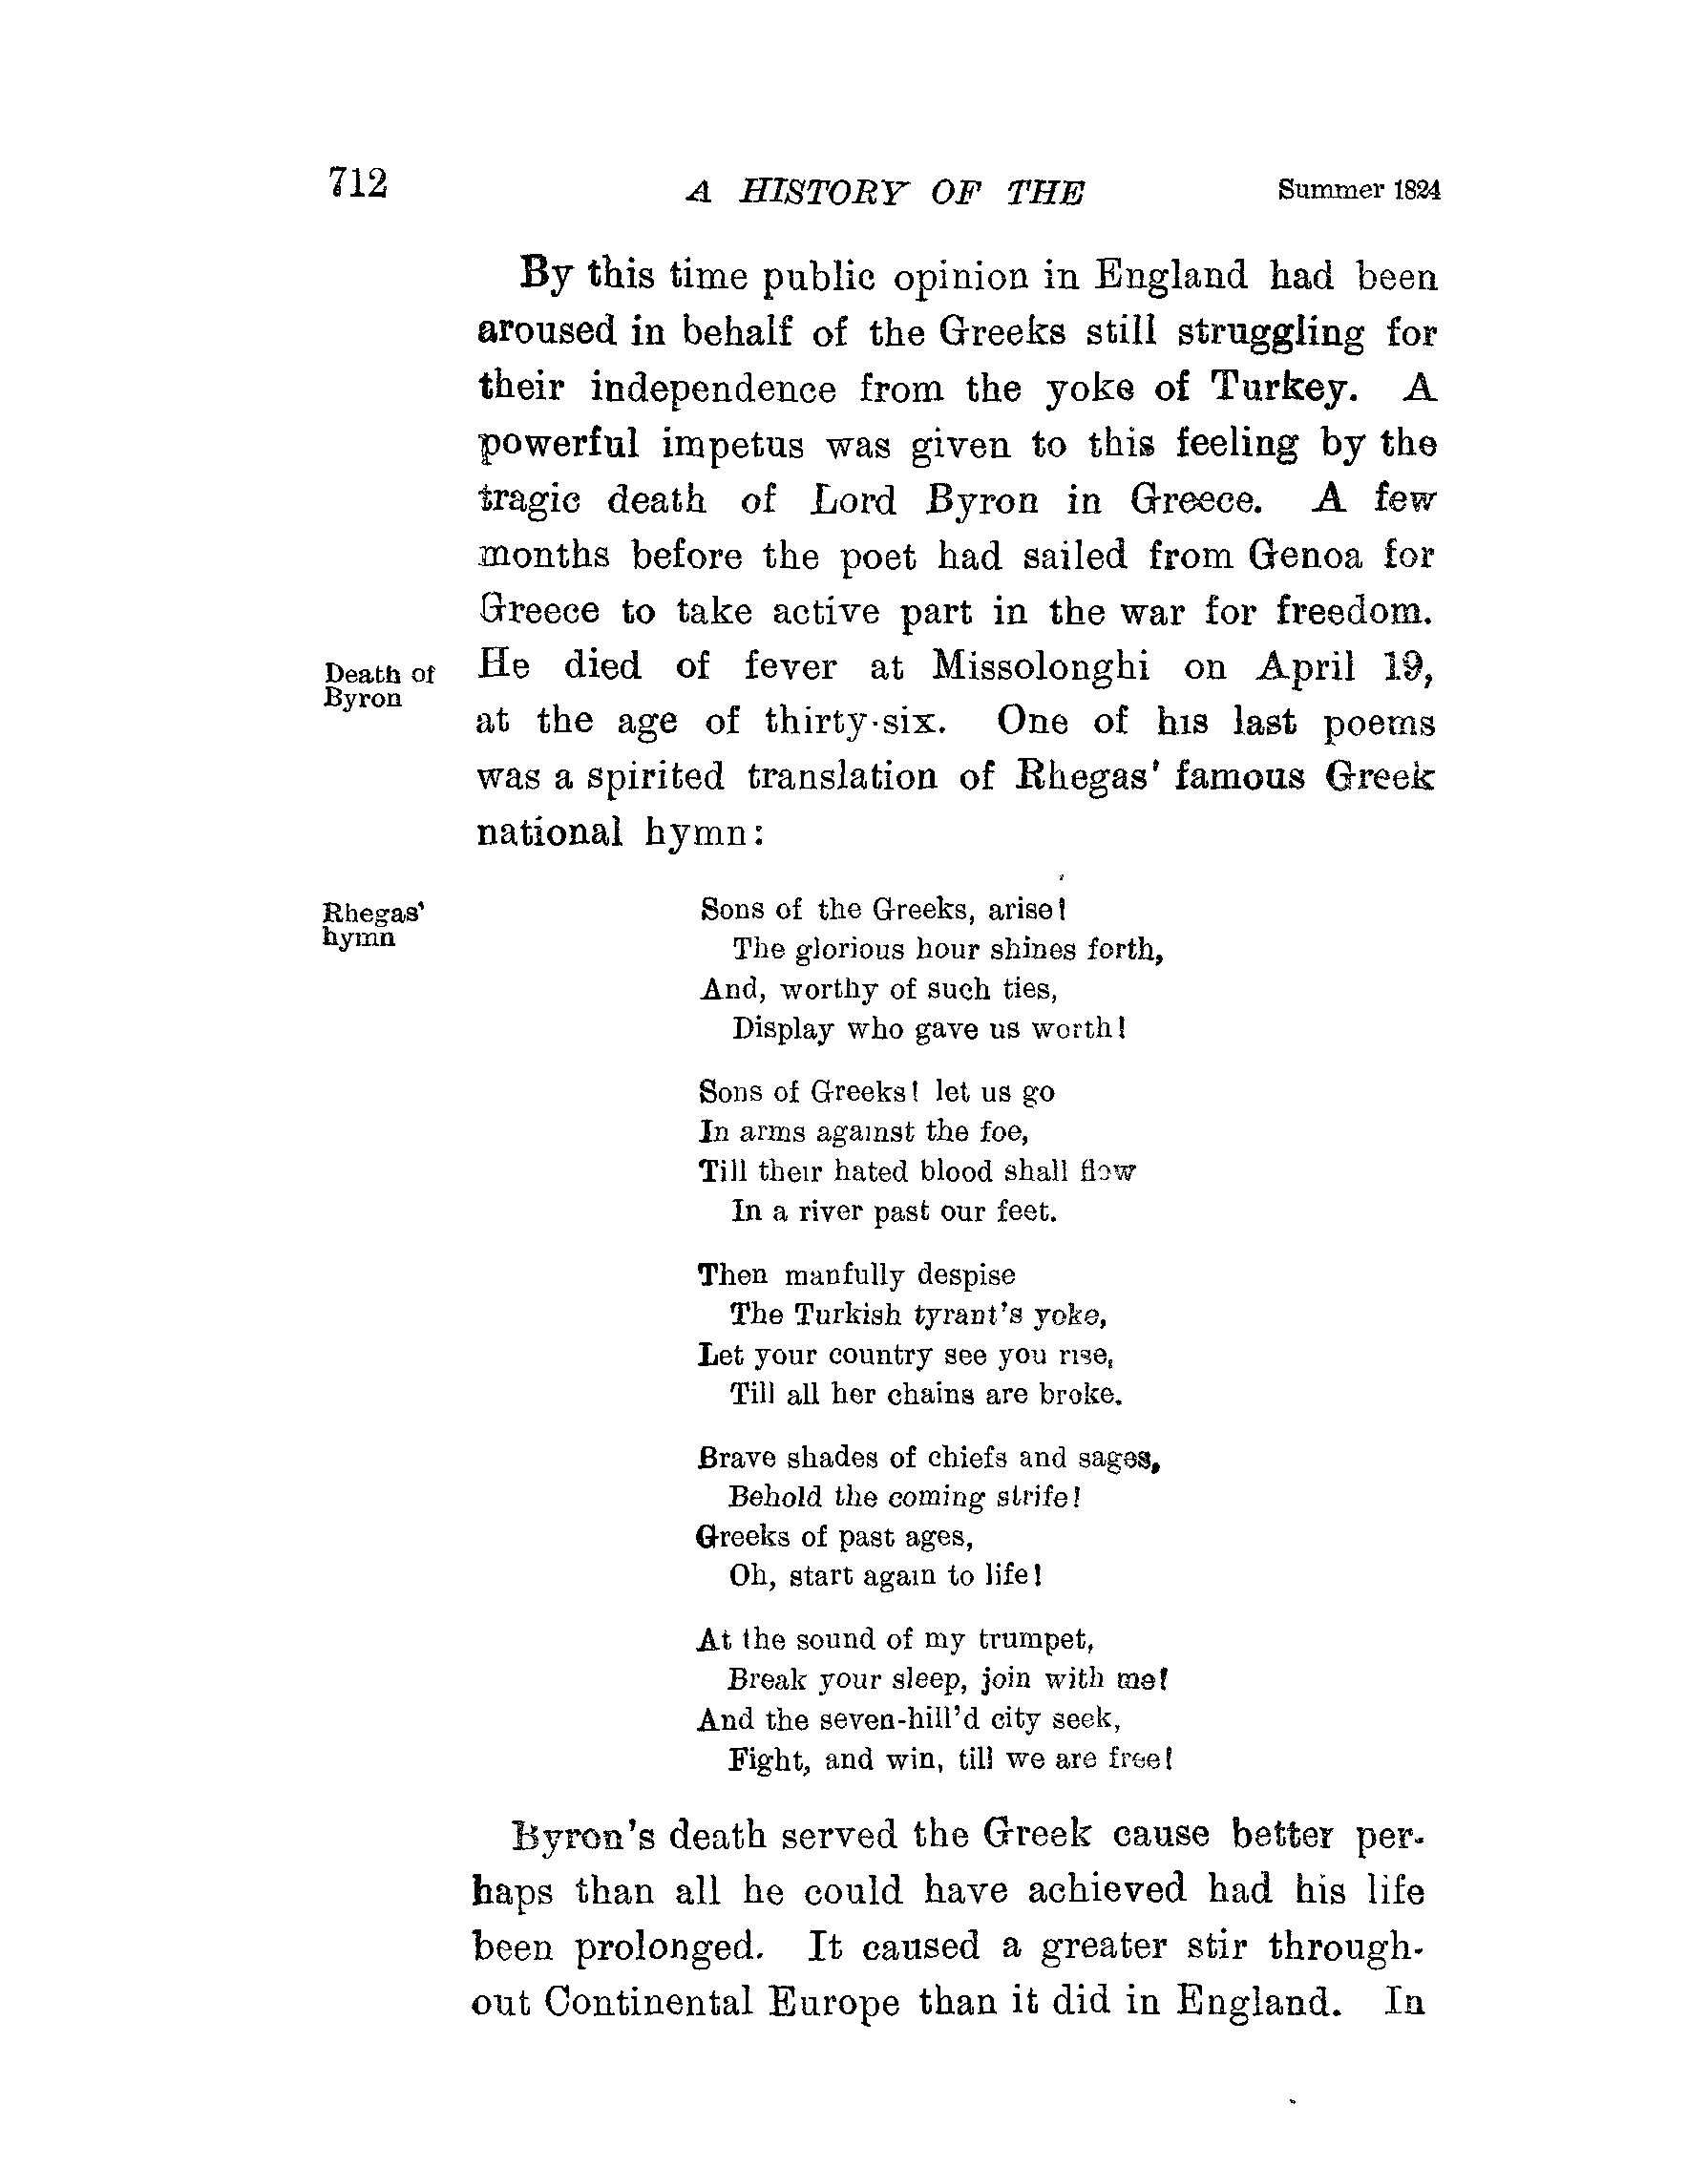 712 A HISTORY OF THE Summer 1824
By this time public opinion in England had been
aroused in behalf of the Greeks still struggling for
their independence from the yoke of Turkey. A
powerful impetus was given to this feeling by the
tragic death of Lord Byron in Greece. A few
months before the poet had sailed from Genoa for
Greece to take active part in the war for freedom.
Death of
Byron
He died of fever at Missolonghi on April 19,
at the age of thirty-six. One of his last poems
was a spirited translation of Rhegas' famous Greek
national hymn:
Rhegas'
hymn
Sons of the Greeks, arise!
The glorious hour shines forth,
And, worthy of such ties,
Display who gave us worth!
Sons of Greeks! let us go
In arms against the foe,
Till their hated blood shall flow
In a river past our feet.
Then manfully despise
The Turkish tyrant's yoke,
Let your country see you rise,
Till all her chains are broke.
Brave shades of chiefs and sages,
Behold the coming strife!
Greeks of past ages,
Oh, start again to life!
At the sound of my trumpet,
Break your sleep, join with me!
And the seven-hill'd city seek,
Fight, and win, till we are free!
Byron's death served the Greek cause better per-
haps than all he could have achieved had his life
been prolonged. It caused a greater stir through-
out Continental Europe than it did in England. In